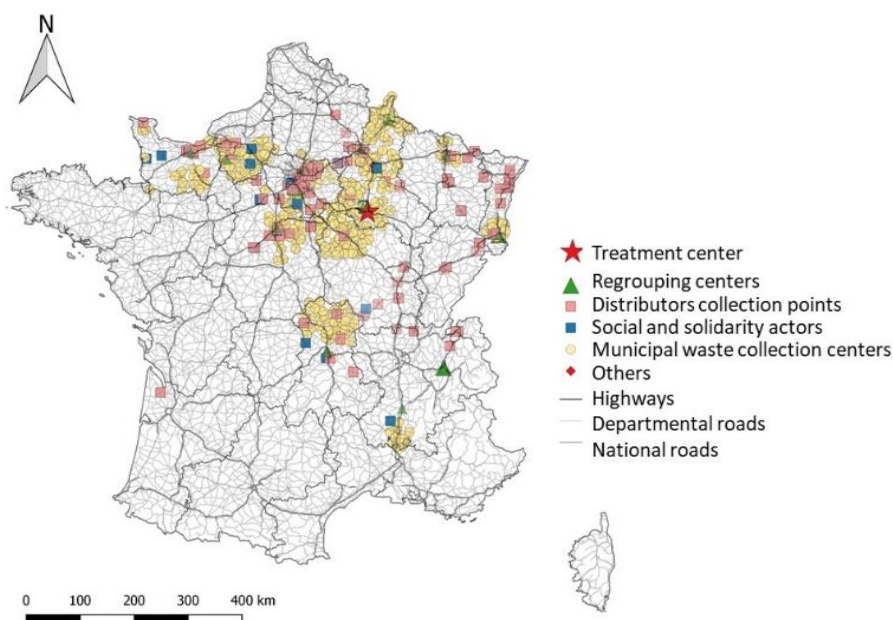 N
Treatment center
Regrouping centers
Distributors collection points
Social and solidarity actors
Municipal waste collection centers
Others
Highways
Departmental roads
National roads
0 100 200 300 400 km